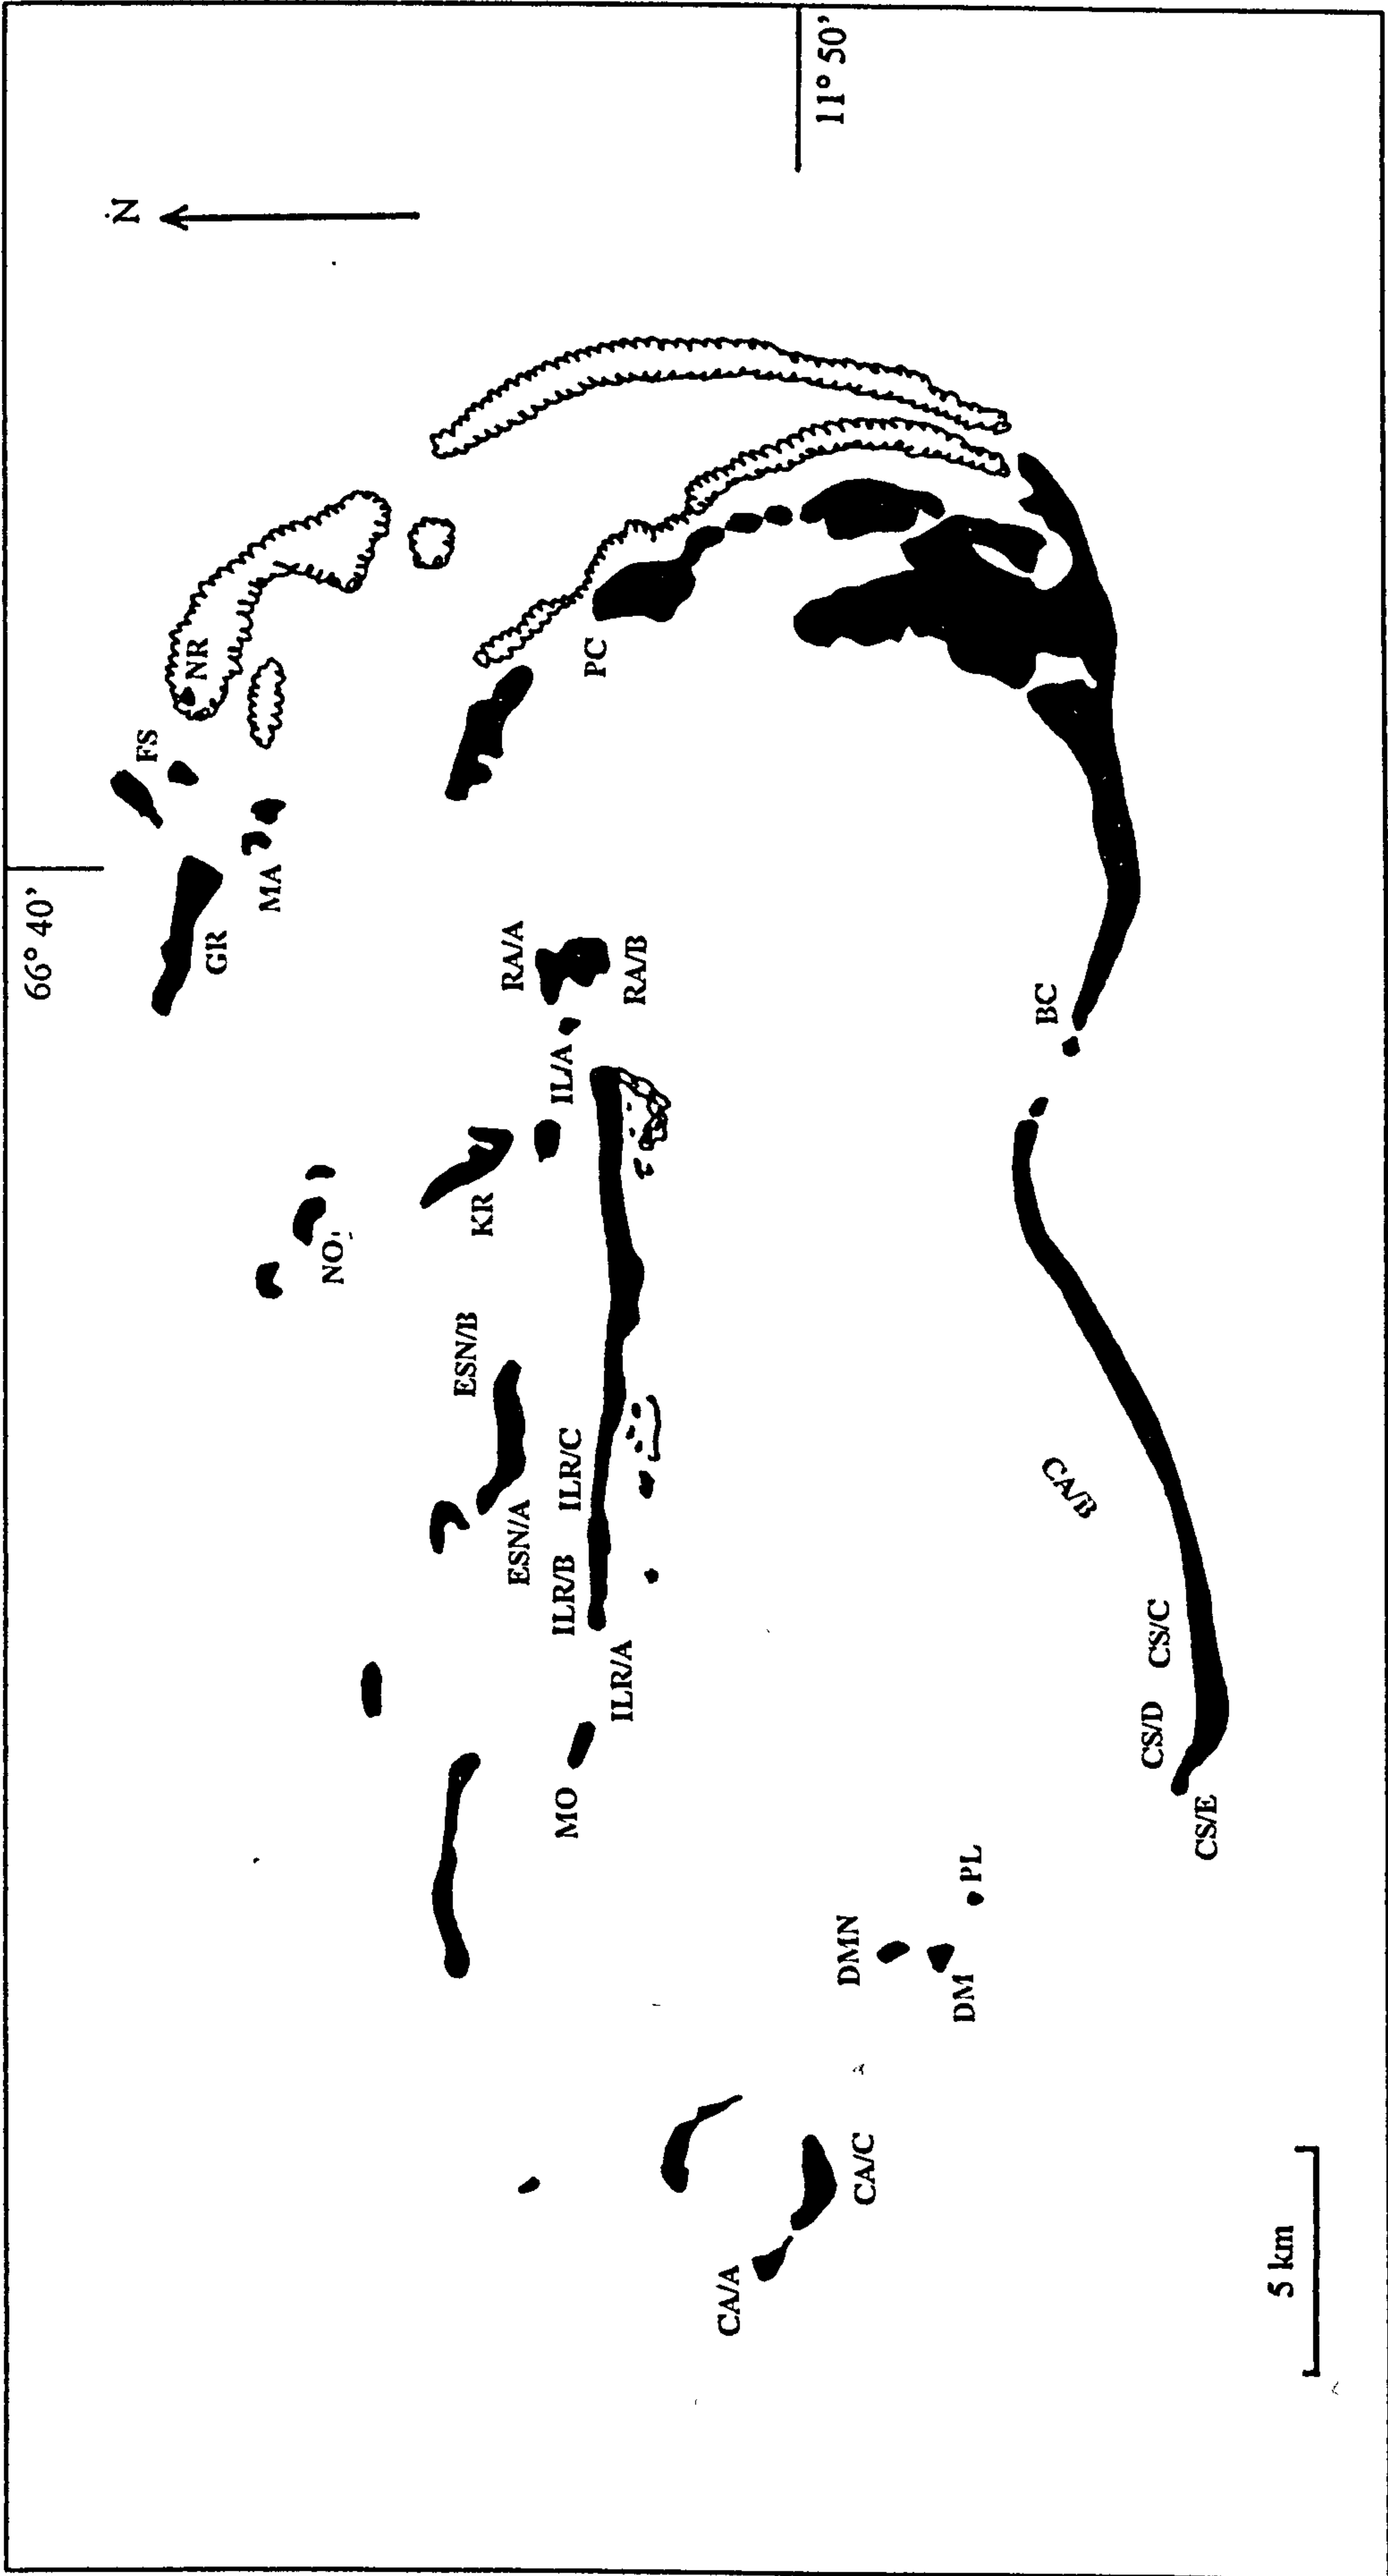 66° 40'
N
11° 50'
FS
NR
GR
MA
NO
KR
RA/A
IL/A
RA/B
PC
ESN/B
ESN/A
ILR/C
ILR/B
ILR/A
MO
CA/A
CA/C
DMN
DM
PL
BC
CA/B
CS/C
CS/D
CS/E
5 km